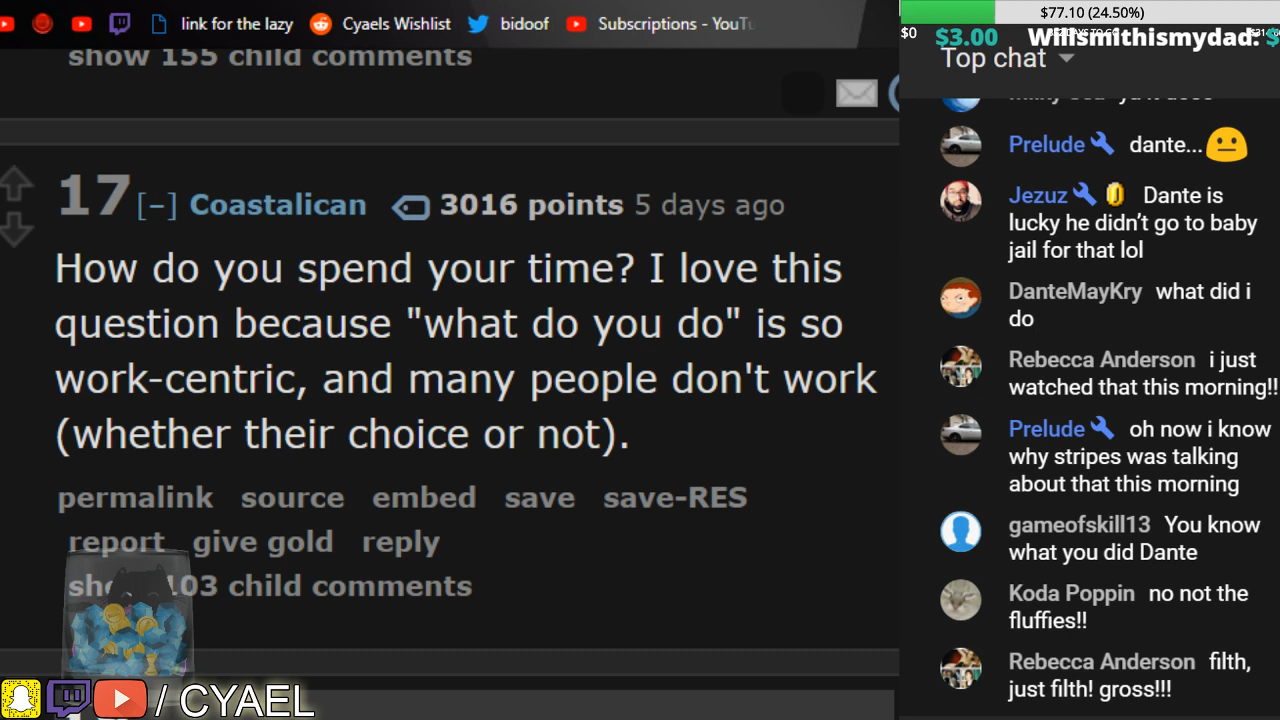 link for the lazy
Cyaels Wishlist
bidoof
Subscriptions - YouTu
show 155 child comments
17 [-] Coastalican 3016 points 5 days ago
How do you spend your time? I love this
question because "what do you do" is so
work-centric, and many people don't work
(whether their choice or not).
permalink source embed save save-RES
report give gold reply
show 103 child comments
/ CYAEL
$77.10 (24.50%)
$0
$3.00 Willsmithismydad: $
Top chat
Prelude dante...
Jezuz Dante is
lucky he didn’t go to baby
jail for that lol
DanteMayKry what did i
do
Rebecca Anderson i just
watched that this morning!!
Prelude oh now i know
why stripes was talking
about that this morning
gameofskill13 You know
what you did Dante
Koda Poppin no not the
fluffies!!
Rebecca Anderson filth,
just filth! gross!!!